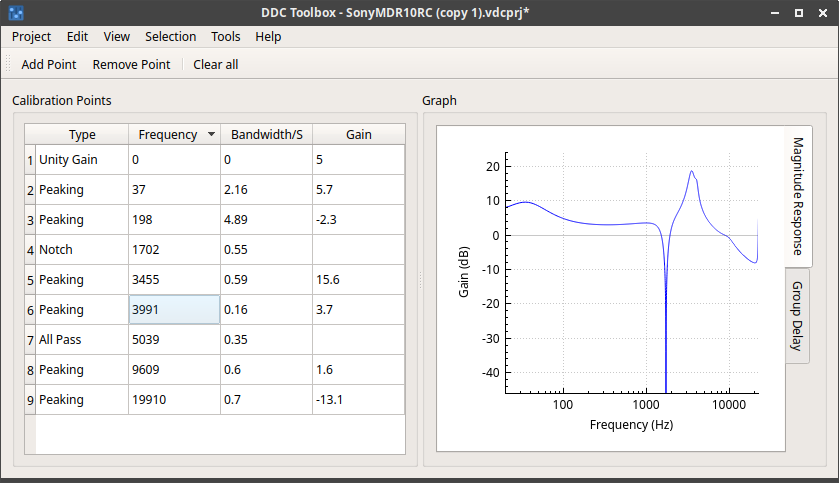 DDC Toolbox - SonyMDR10RC (copy 1).vdcprj*
Project Edit View Selection Tools Help
Add Point Remove Point Clear all
Calibration Points
Type Frequency Bandwidth/S Gain
1 Unity Gain 0 0 5
2 Peaking 37 2.16 5.7
3 Peaking 198 4.89 -2.3
4 Notch 1702 0.55
5 Peaking 3455 0.59 15.6
6 Peaking 3991 0.16 3.7
7 All Pass 5039 0.35
8 Peaking 9609 0.6 1.6
9 Peaking 19910 0.7 -13.1
Graph
Gain (dB)
20
10
0
-10
-20
-30
-40
100 1000 10000
Frequency (Hz)
Magnitude Response
Group Delay